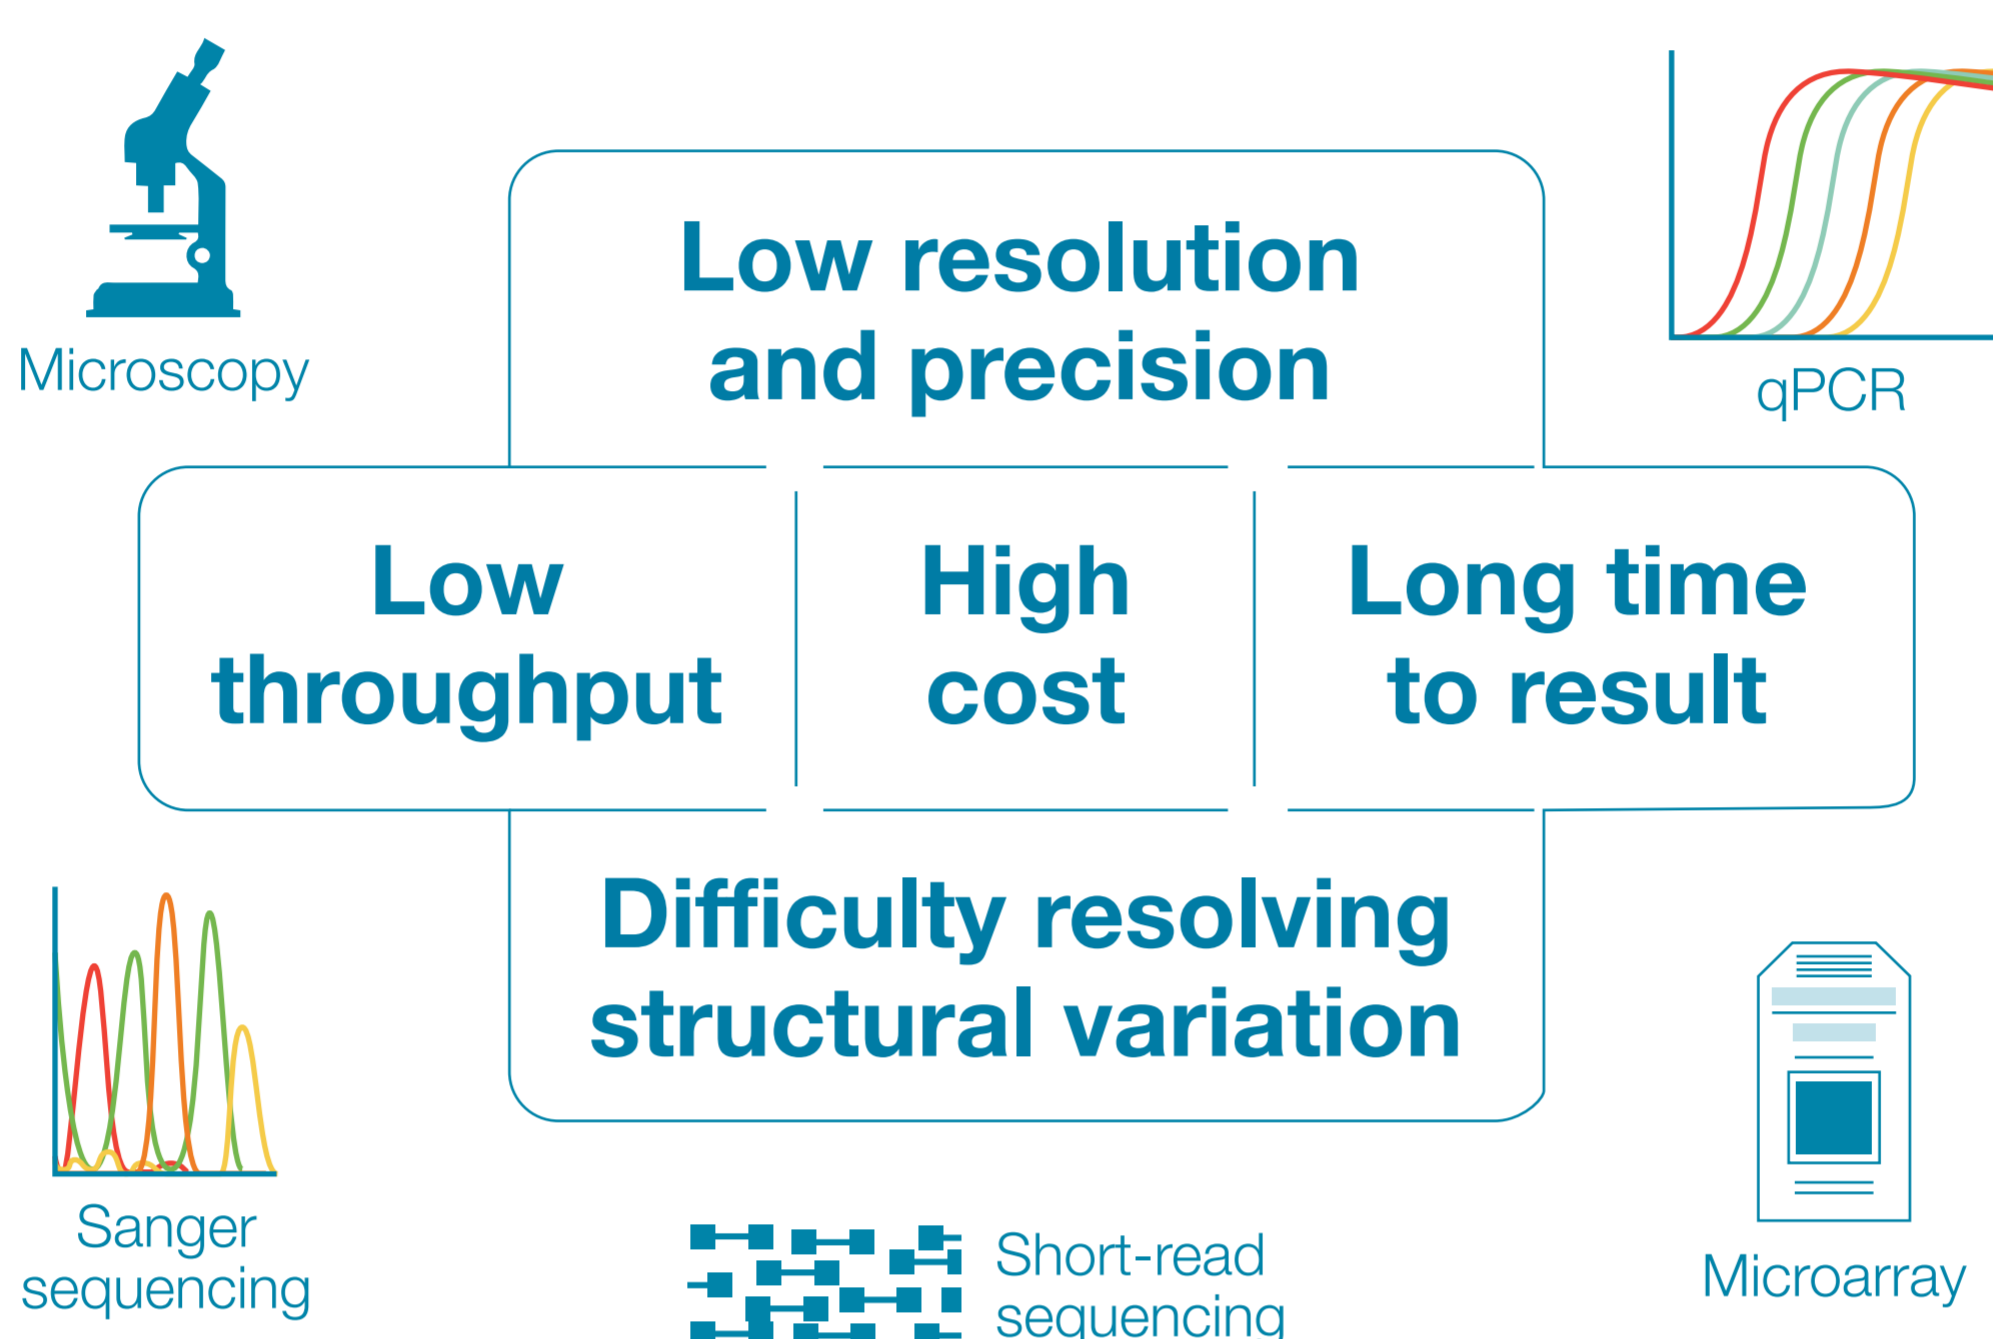 Microscopy
qPCR
Low resolution
and precision
Low
throughput
High
cost
Long time
to result
Difficulty resolving
structural variation
Sanger
sequencing
Short-read
sequencing
Microarray